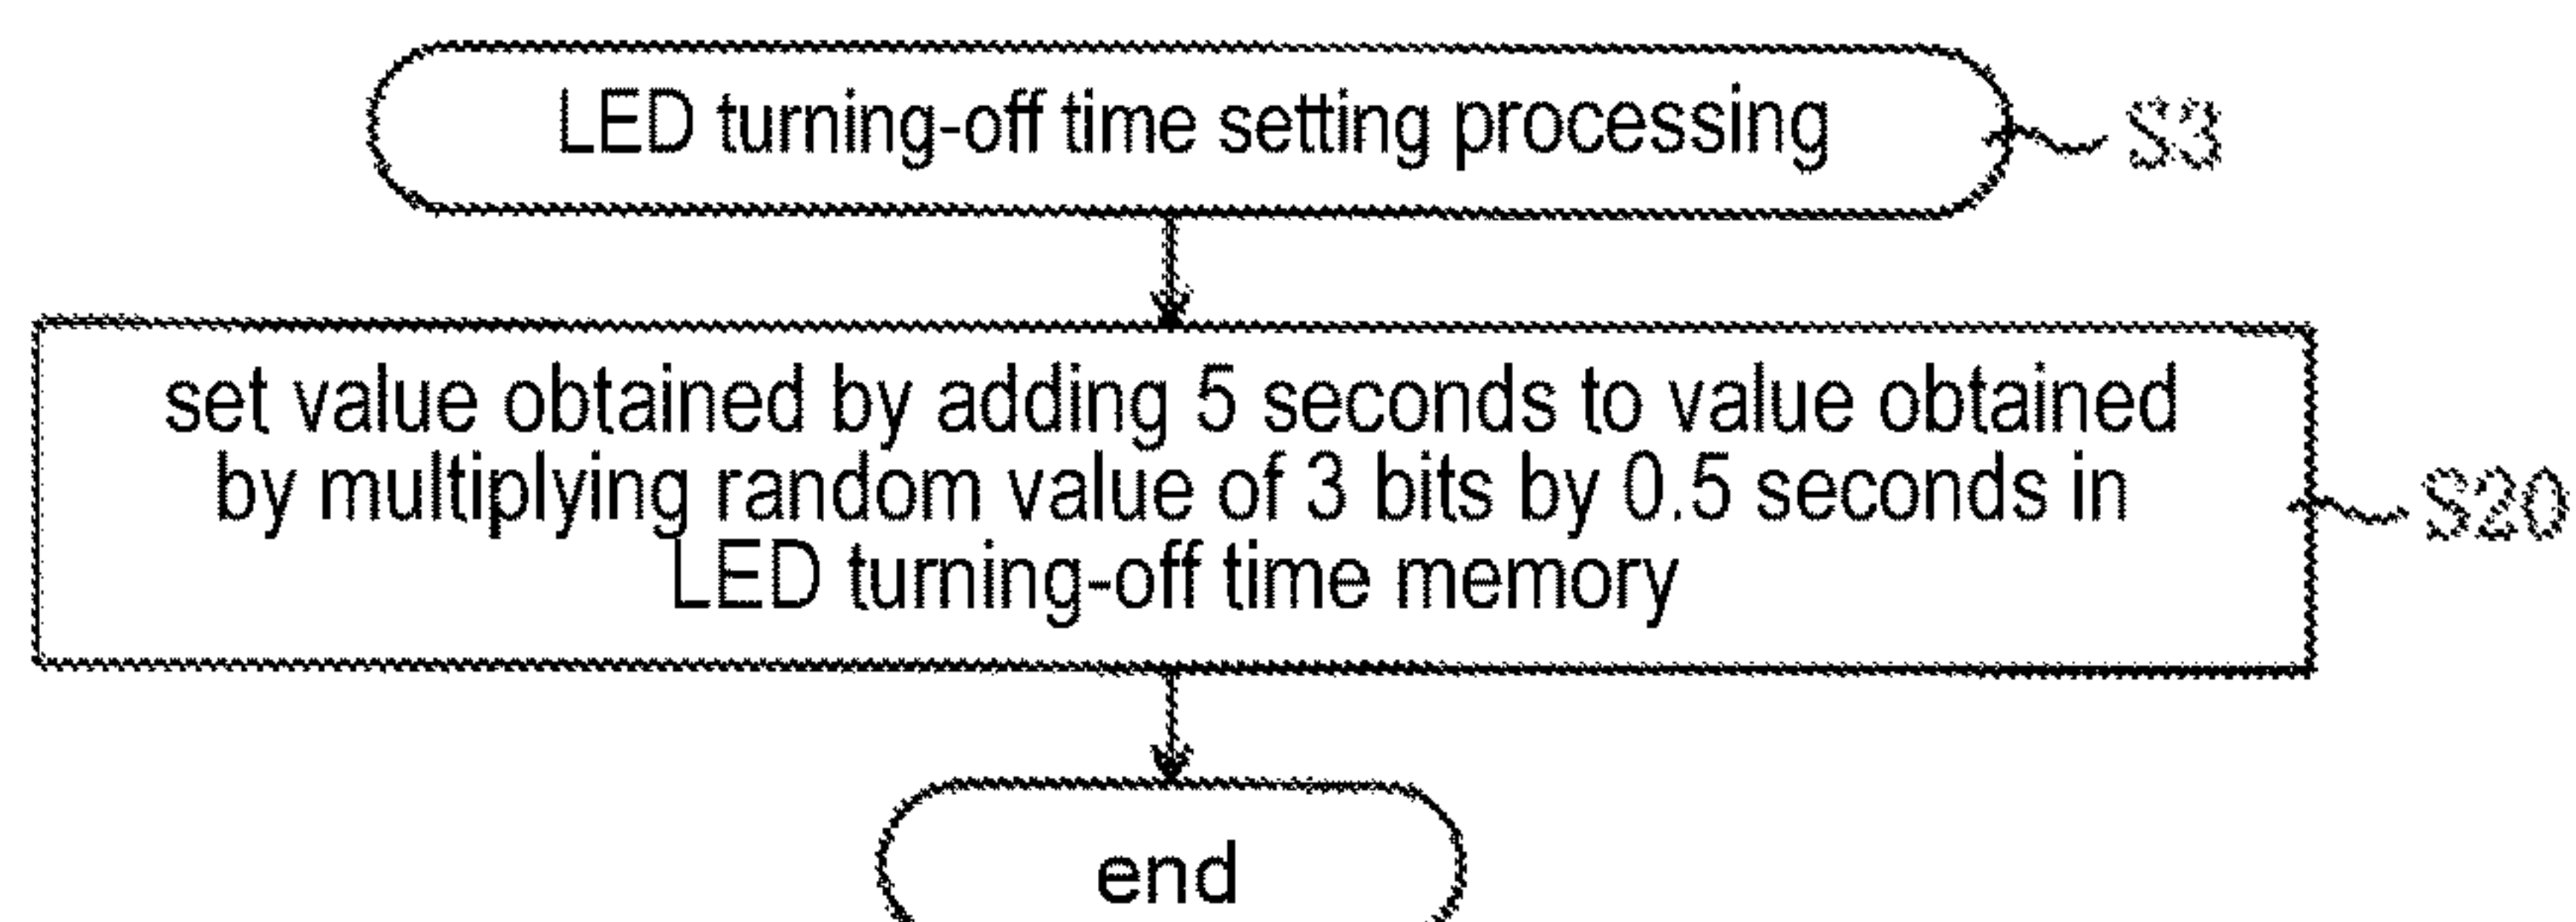 LED turning-off time setting processing
S3
set value obtained by adding 5 seconds to value obtained
by multiplying random value of 3 bits by 0.5 seconds in
LED turning-off time memory
S20
end